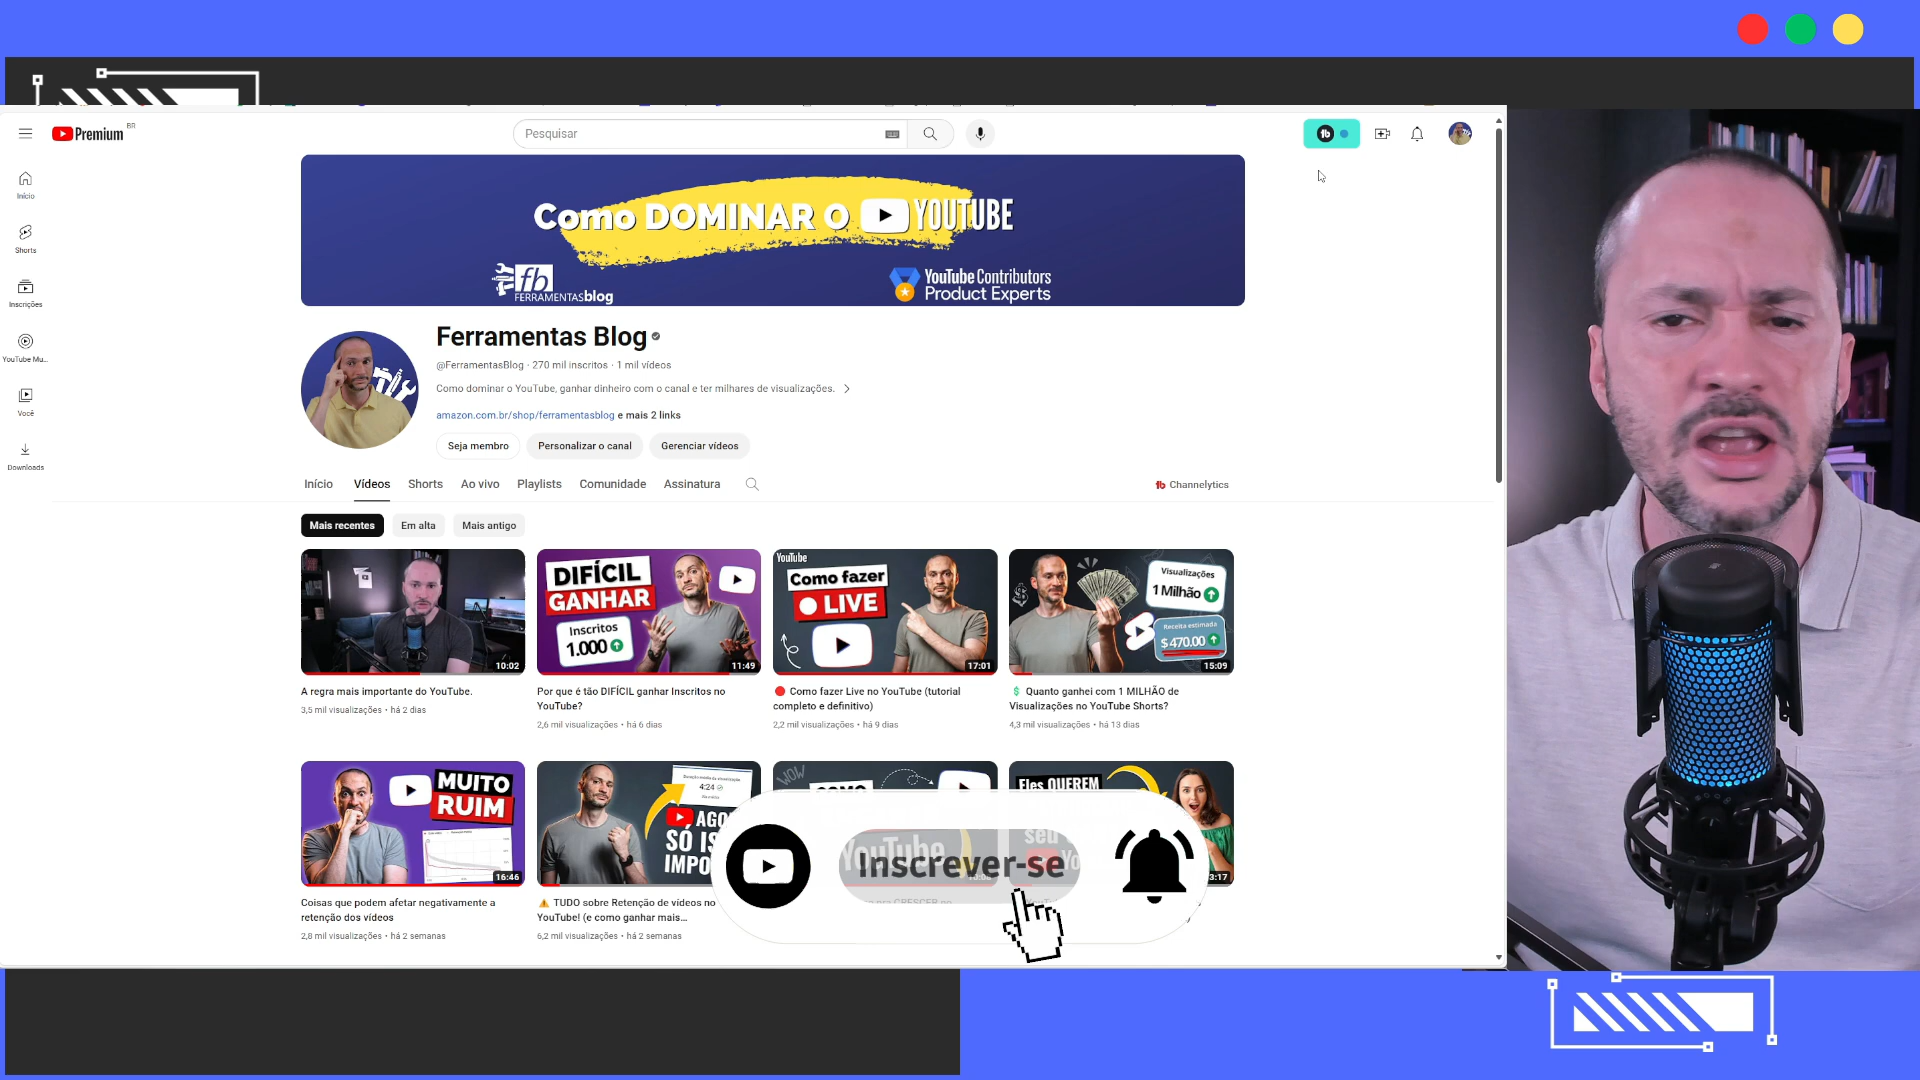 Premium BR
Pesquisar
fb
Início
Shorts
Inscrições
YouTube Mu...
Você
Downloads
Como DOMINAR O YOUTUBE
fb
FERRAMENTASblog
YouTube Contributors
Product Experts
Ferramentas Blog
@FerramentasBlog · 270 mil inscritos · 1 mil vídeos
Como dominar o YouTube, ganhar dinheiro com o canal e ter milhares de visualizações.
amazon.com.br/shop/ferramentasblog e mais 2 links
Seja membro Personalizar o canal Gerenciar vídeos
Início Vídeos Shorts Ao vivo Playlists Comunidade Assinatura
Channelytics
Mais recentes Em alta Mais antigo
10:02
A regra mais importante do YouTube.
3,5 mil visualizações • há 2 dias
DIFÍCIL
GANHAR
Inscritos
1.000
11:49
Por que é tão DIFÍCIL ganhar Inscritos no
YouTube?
2,6 mil visualizações • há 6 dias
YouTube
Como fazer
LIVE
17:01
Como fazer Live no YouTube (tutorial
completo e definitivo)
2,2 mil visualizações • há 9 dias
Visualizações
1 Milhão
Receita estimada
$ 470,00
15:09
Quanto ganhei com 1 MILHÃO de
Visualizações no YouTube Shorts?
4,3 mil visualizações • há 13 dias
MUITO
RUIM
16:46
Coisas que podem afetar negativamente a
retenção dos vídeos
2,8 mil visualizações • há 2 semanas
4:24
SÓ
TUDO sobre Retenção de vídeos no
YouTube! (e como ganhar mais...
6,2 mil visualizações • há 2 semanas
WOW
YouTube
Eles QUEREM
seu
3:17
Inscrever-se